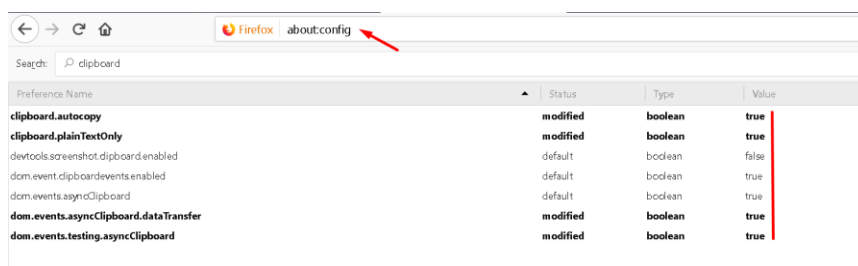 Firefox about:config
Search: clipboard
Preference Name Status Type Value
clipboard.autocopy modified boolean true
clipboard.plainTextOnly modified boolean true
devtools.screenshot.clipboard.enabled default boolean false
dom.event.clipboardevents.enabled default boolean true
dom.events.asyncClipboard default boolean true
dom.events.asyncClipboard.dataTransfer modified boolean true
dom.events.testing.asyncClipboard modified boolean true